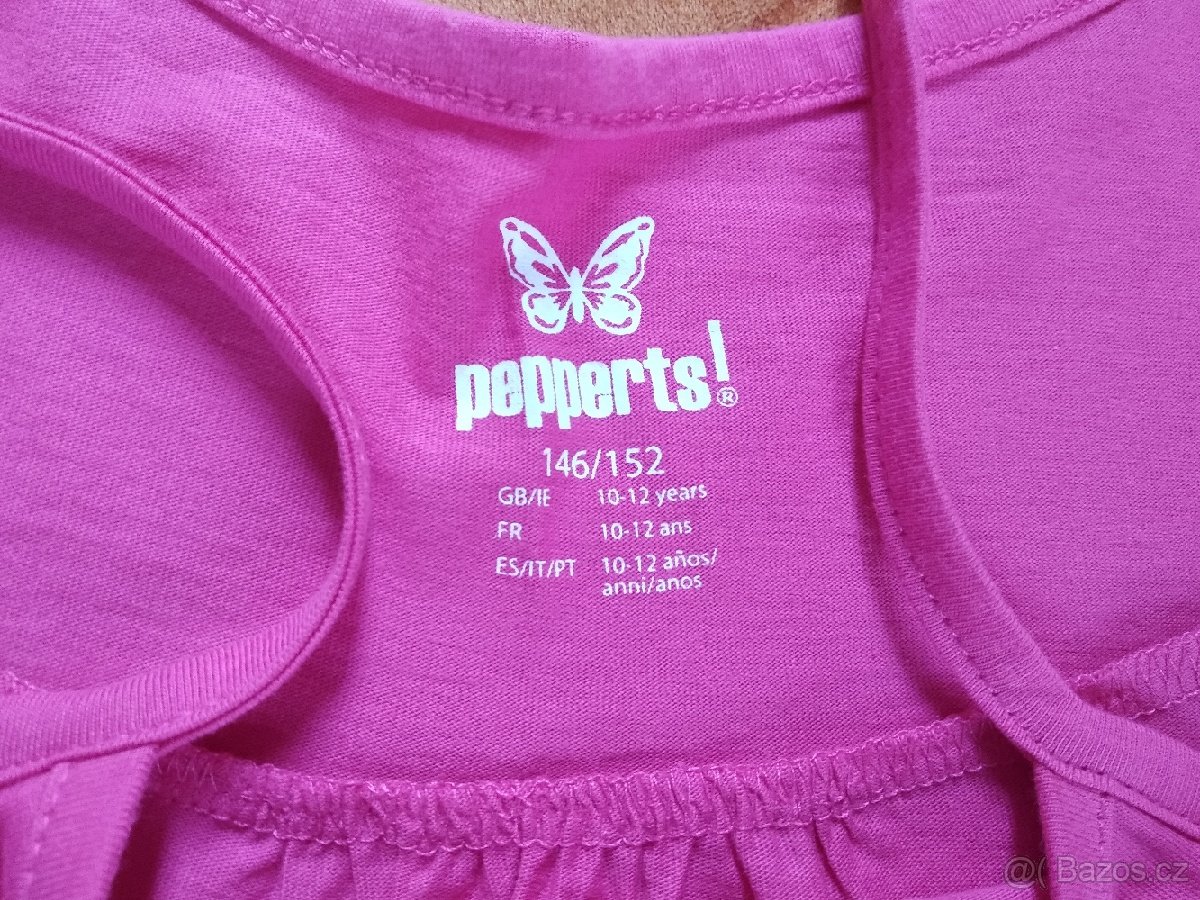 pepperts!®
146/152
GB/IE 10-12 years
FR 10-12 ans
ES/IT/PT 10-12 años/
anni/anos
@( Bazos.cz